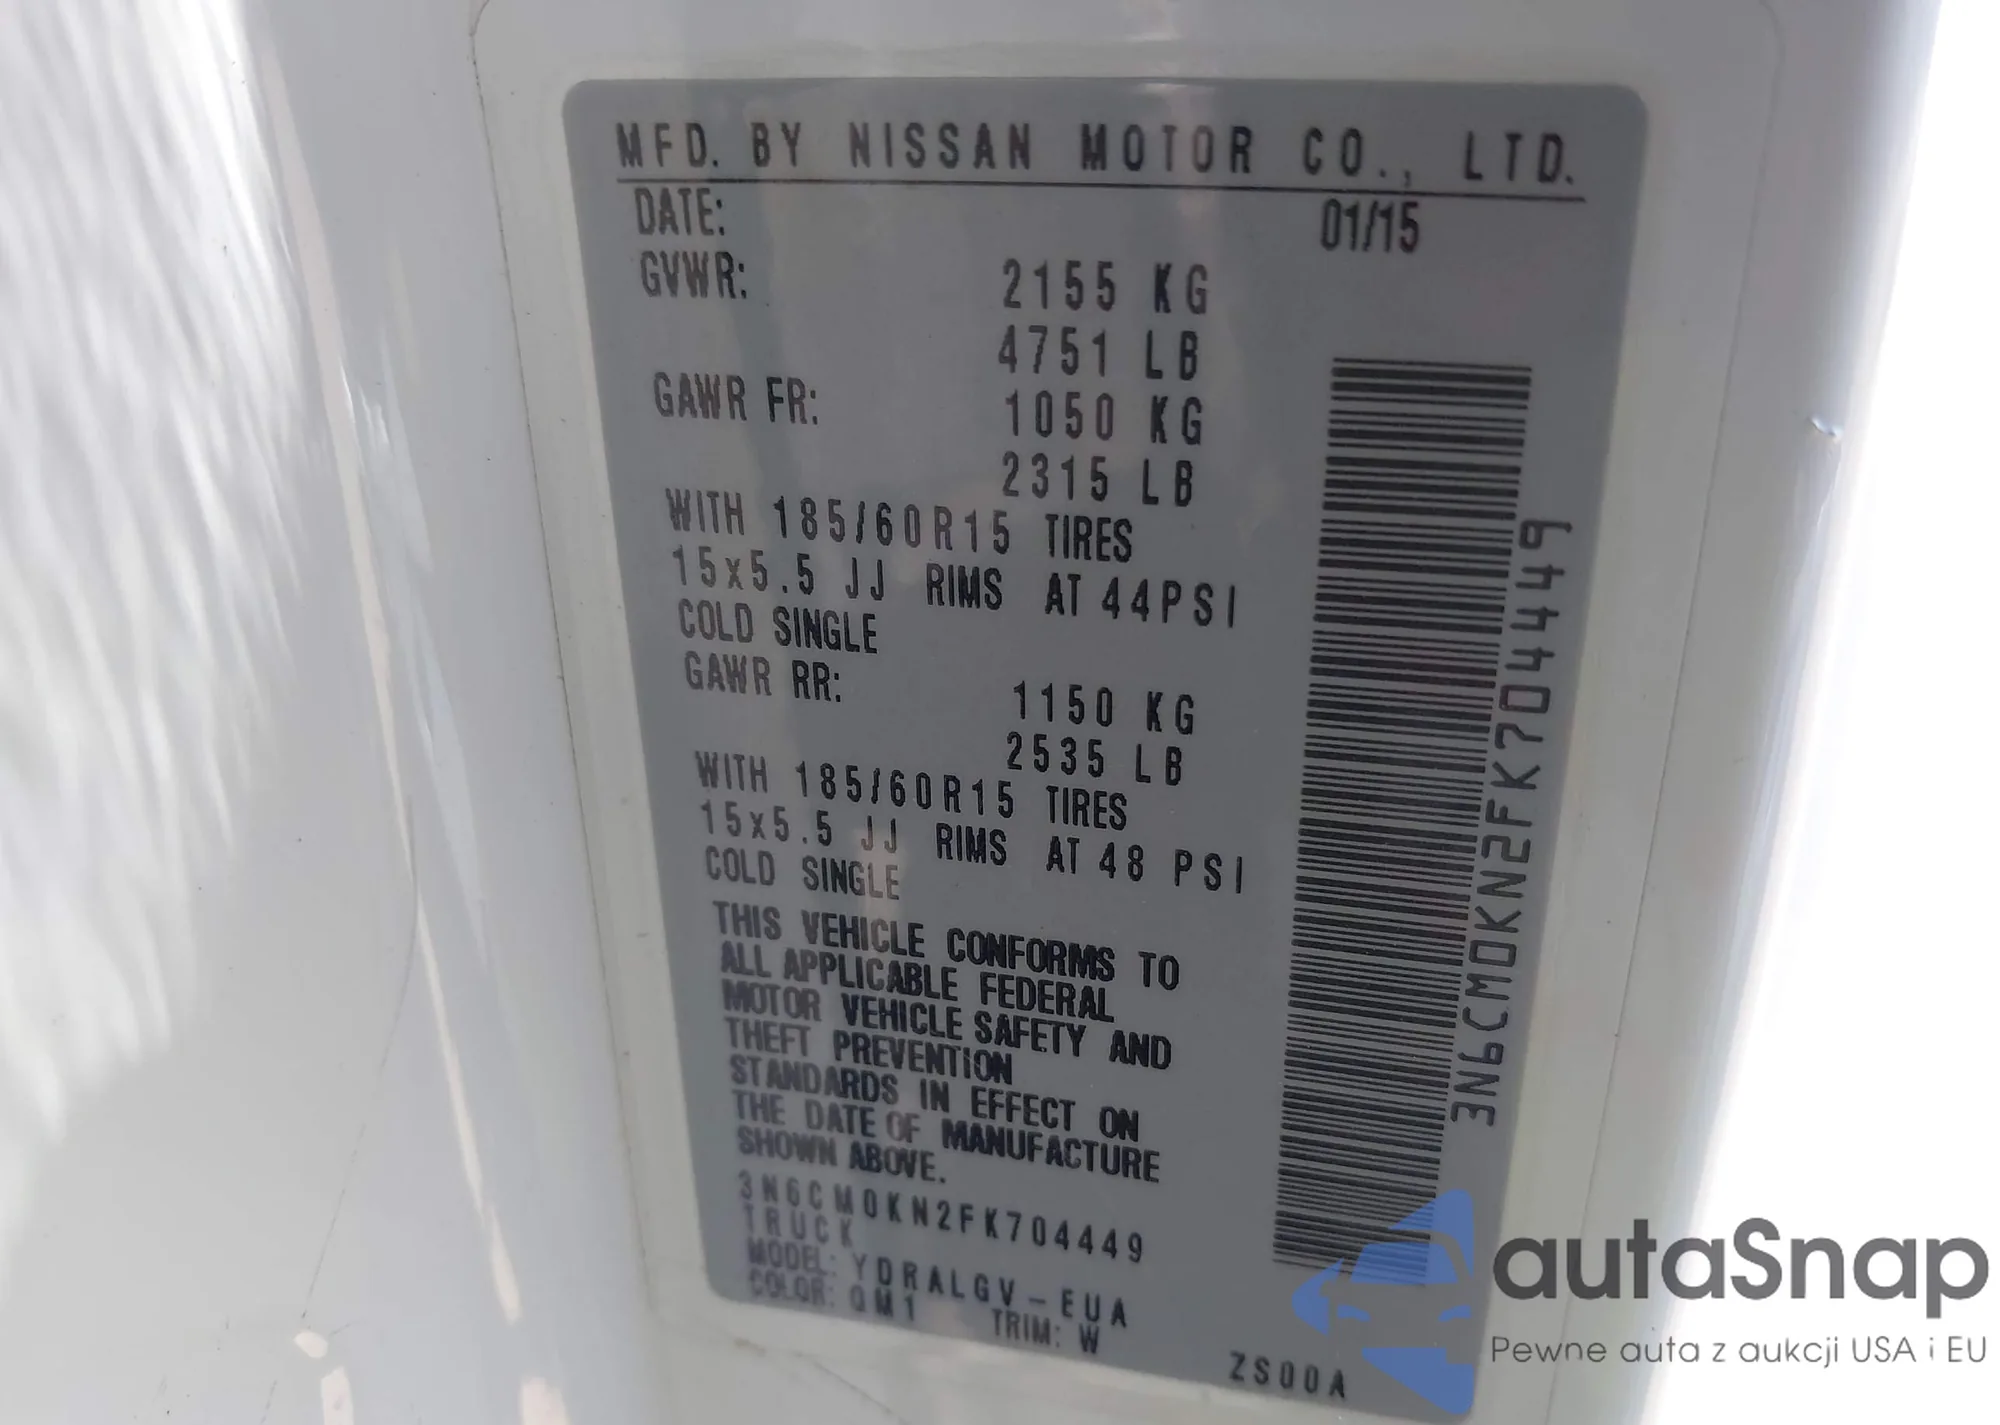 MFD. BY NISSAN MOTOR CO., LTD.
DATE: 01/15
GVWR: 2155 KG
4751 LB
GAWR FR: 1050 KG
2315 LB
WITH 185/60R15 TIRES
15x5.5 JJ RIMS AT 44PSI
COLD SINGLE
GAWR RR: 1150 KG
2535 LB
WITH 185/60R15 TIRES
15x5.5 JJ RIMS AT 48 PSI
COLD SINGLE
THIS VEHICLE CONFORMS TO
ALL APPLICABLE FEDERAL
MOTOR VEHICLE SAFETY AND
THEFT PREVENTION
STANDARDS IN EFFECT ON
THE DATE OF MANUFACTURE
SHOWN ABOVE.
3N6CM0KN2FK704449
TRUCK
MODEL: YDRALGV-EUA
COLOR: QM1 TRIM: W
ZS00A
3N6CM0KN2FK704449
autaSnap
Pewne auta z aukcji USA i EU